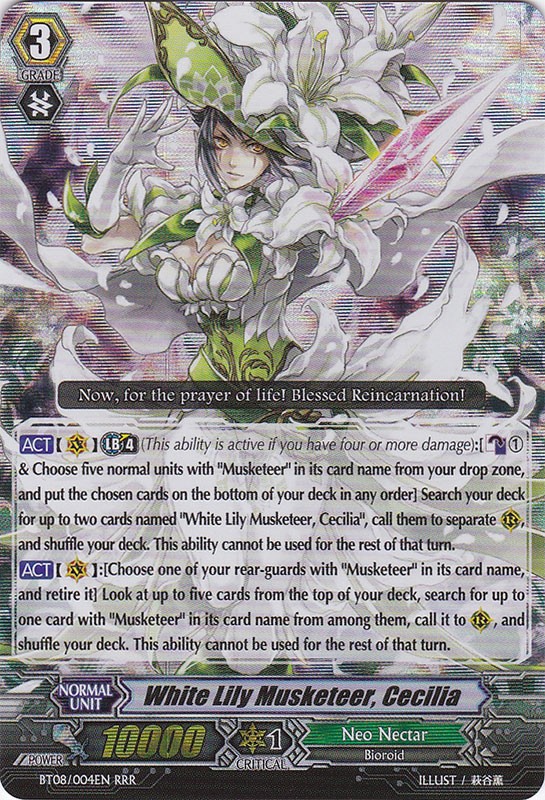 3
GRADE
Now, for the prayer of life! Blessed Reincarnation!
ACT【 】LB4 (This ability is active if you have four or more damage):[ ①
& Choose five normal units with "Musketeer" in its card name from your drop zone,
and put the chosen cards on the bottom of your deck in any order] Search your deck
for up to two cards named "White Lily Musketeer, Cecilia", call them to separate R,
and shuffle your deck. This ability cannot be used for the rest of that turn.
ACT【 】:[Choose one of your rear-guards with "Musketeer" in its card name,
and retire it] Look at up to five cards from the top of your deck, search for up to
one card with "Musketeer" in its card name from among them, call it to R, and
shuffle your deck. This ability cannot be used for the rest of that turn.
NORMAL
UNIT
White Lily Musketeer, Cecilia
POWER
10000
1
CRITICAL
Neo Nectar
Bioroid
BT08/004EN RRR
ILLUST / 萩谷薫